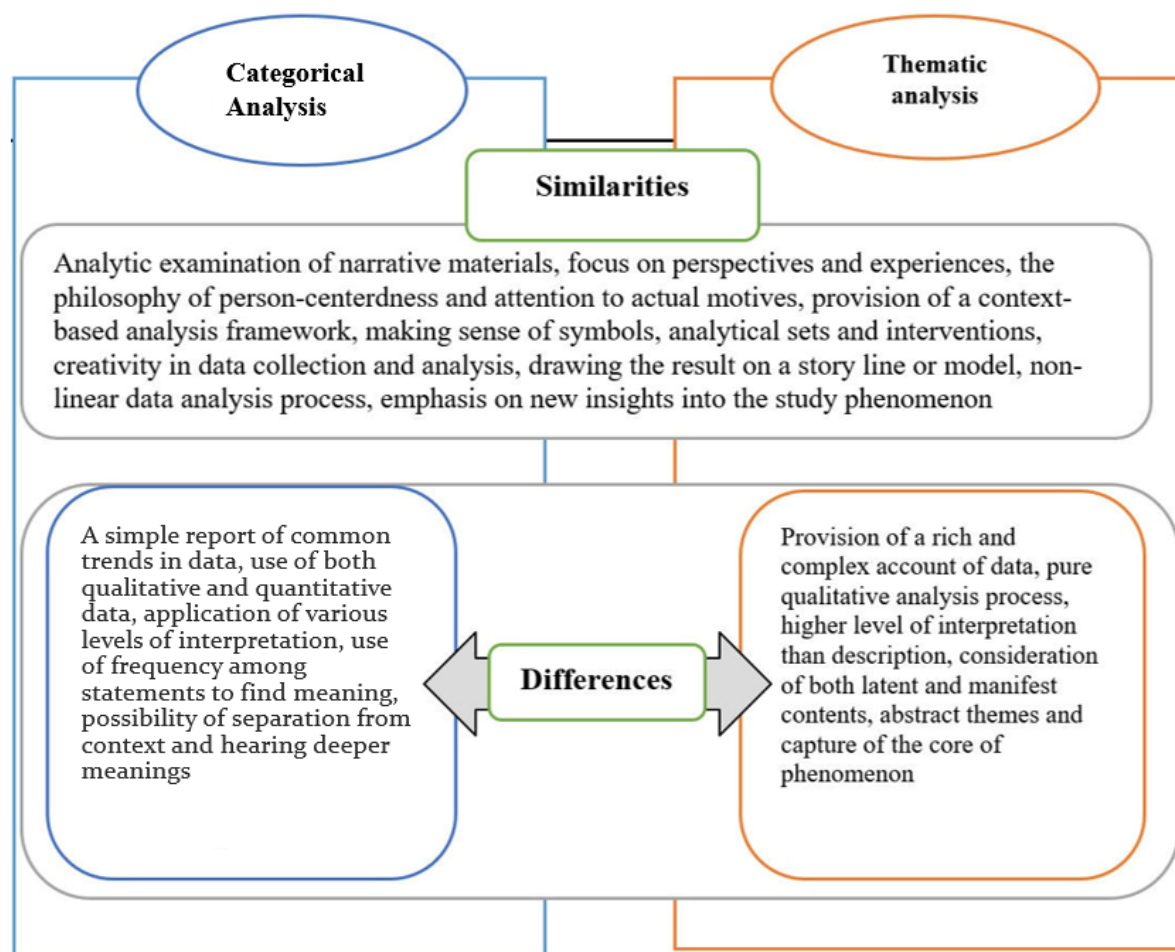 Categorical
Analysis
Thematic
analysis
Similarities
Analytic examination of narrative materials, focus on perspectives and experiences, the
philosophy of person-centerdness and attention to actual motives, provision of a context-
based analysis framework, making sense of symbols, analytical sets and interventions,
creativity in data collection and analysis, drawing the result on a story line or model, non-
linear data analysis process, emphasis on new insights into the study phenomenon
A simple report of common
trends in data, use of both
qualitative and quantitative
data, application of various
levels of interpretation, use
of frequency among
statements to find meaning,
possibility of separation from
context and hearing deeper
meanings
Differences
Provision of a rich and
complex account of data, pure
qualitative analysis process,
higher level of interpretation
than description, consideration
of both latent and manifest
contents, abstract themes and
capture of the core of
phenomenon